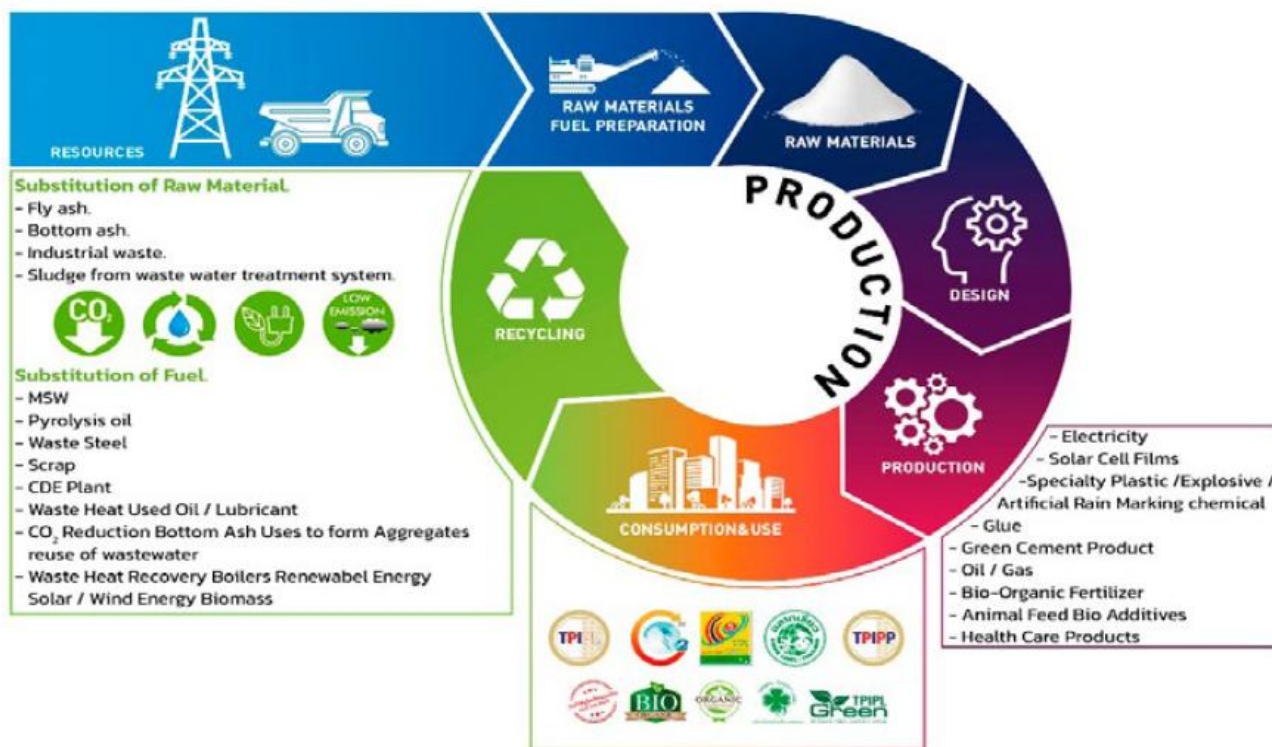 RESOURCES
RAW MATERIALS
FUEL PREPARATION
RAW MATERIALS
PRODUCTION
DESIGN
PRODUCTION
CONSUMPTION&USE
RECYCLING
Substitution of Raw Material.
- Fly ash.
- Bottom ash.
- Industrial waste.
- Sludge from waste water treatment system.
CO₂
LOW
EMISSION
Substitution of Fuel.
- MSW
- Pyrolysis oil
- Waste Steel
- Scrap
- CDE Plant
- Waste Heat Used Oil / Lubricant
- CO₂ Reduction Bottom Ash Uses to form Aggregates
reuse of wastewater
- Waste Heat Recovery Boilers Renewabel Energy
Solar / Wind Energy Biomass
- Electricity
- Solar Cell Films
-Specialty Plastic /Explosive /
Artificial Rain Marking chemical
- Glue
- Green Cement Product
- Oil / Gas
- Bio-Organic Fertilizer
- Animal Feed Bio Additives
- Health Care Products
TPIPL
TPIPP
BIO
ORGANIC
TPIPL
Green